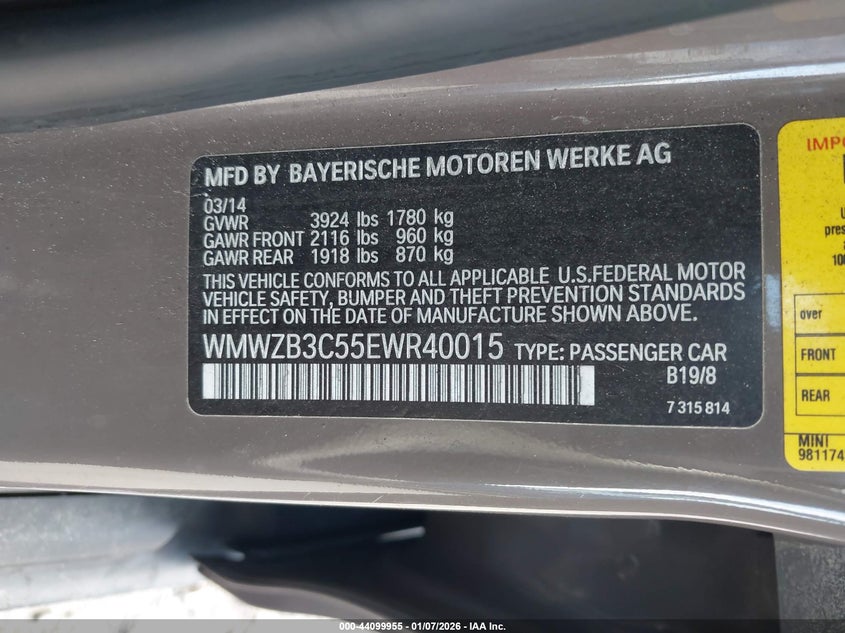 MFD BY BAYERISCHE MOTOREN WERKE AG
03/14
GVWR 3924 lbs 1780 kg
GAWR FRONT 2116 lbs 960 kg
GAWR REAR 1918 lbs 870 kg
THIS VEHICLE CONFORMS TO ALL APPLICABLE U.S.FEDERAL MOTOR
VEHICLE SAFETY, BUMPER AND THEFT PREVENTION STANDARDS
IN EFFECT ON THE DATE OF MANUFACTURE SHOWN ABOVE.
WMWZB3C55EWR40015 TYPE: PASSENGER CAR
B19/8
7 315 814
over
FRONT
REAR
MINI
981174
000-44099955 - 01/07/2026 - IAA Inc.